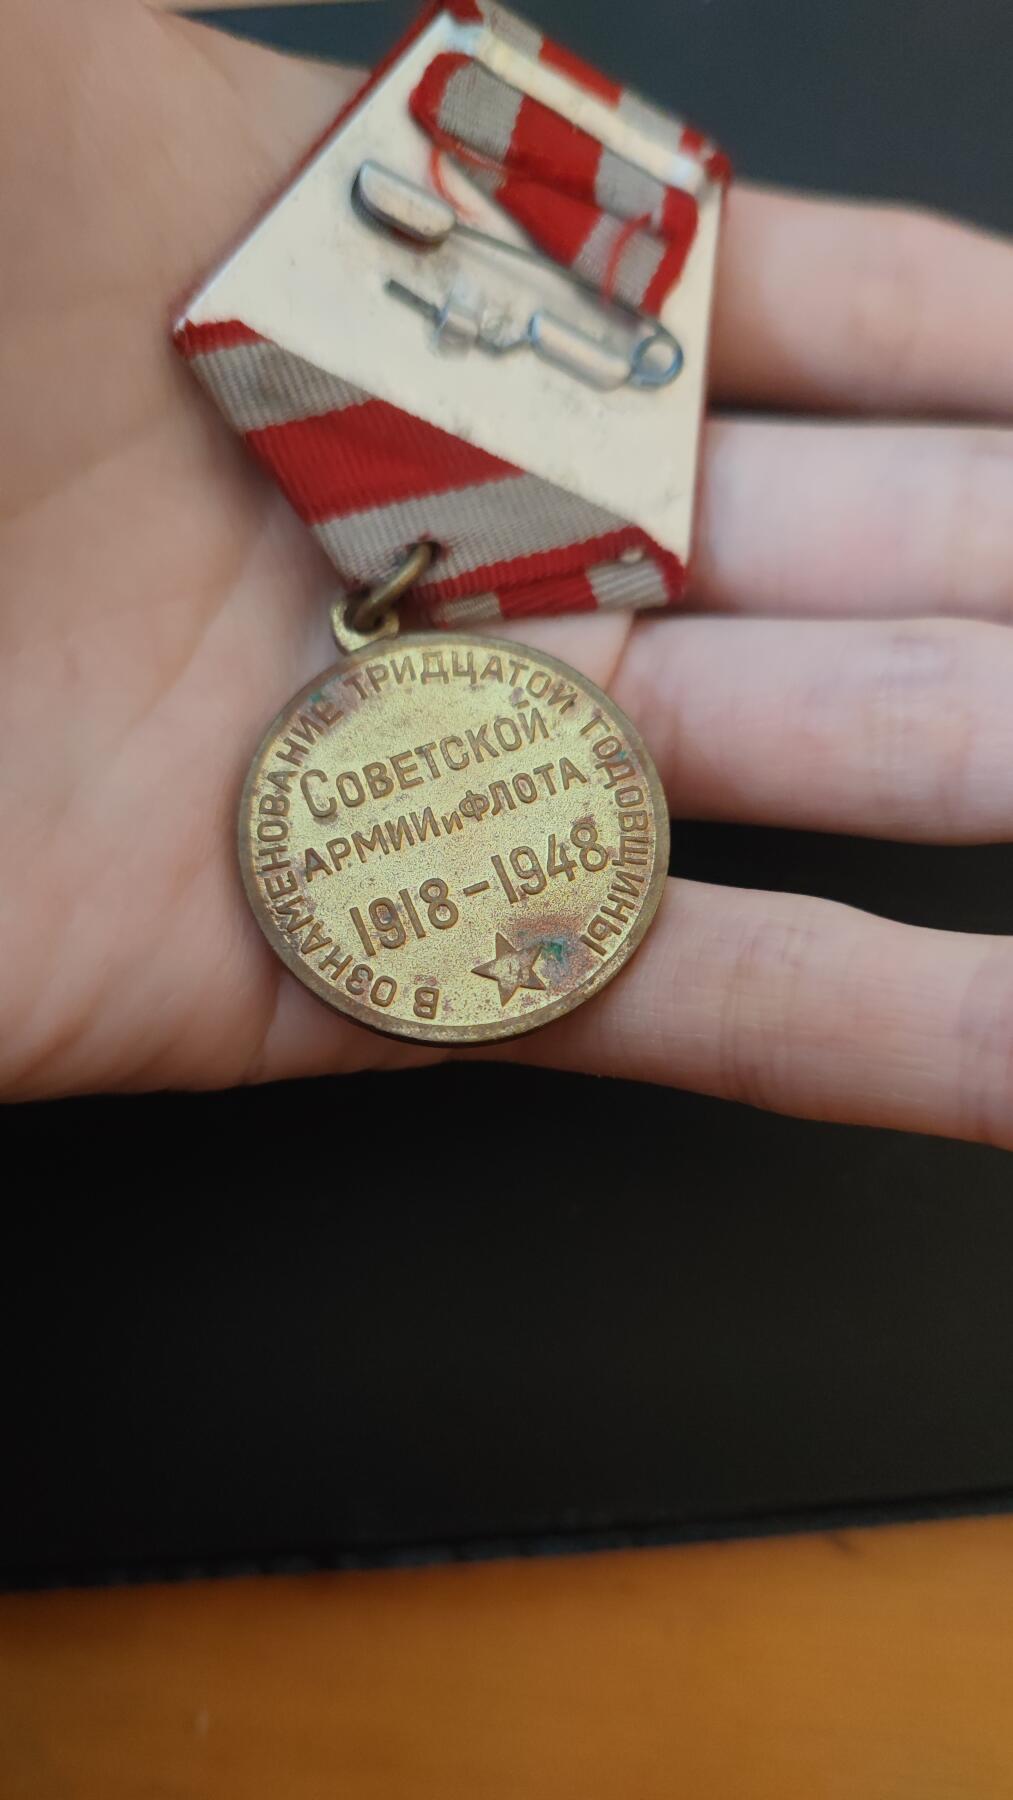 В ОЗНАМЕНОВАНИЕ ТРИДЦАТОЙ ГОДОВЩИНЫ
СОВЕТСКОЙ
АРМИИ и ФЛОТА
1918-1948